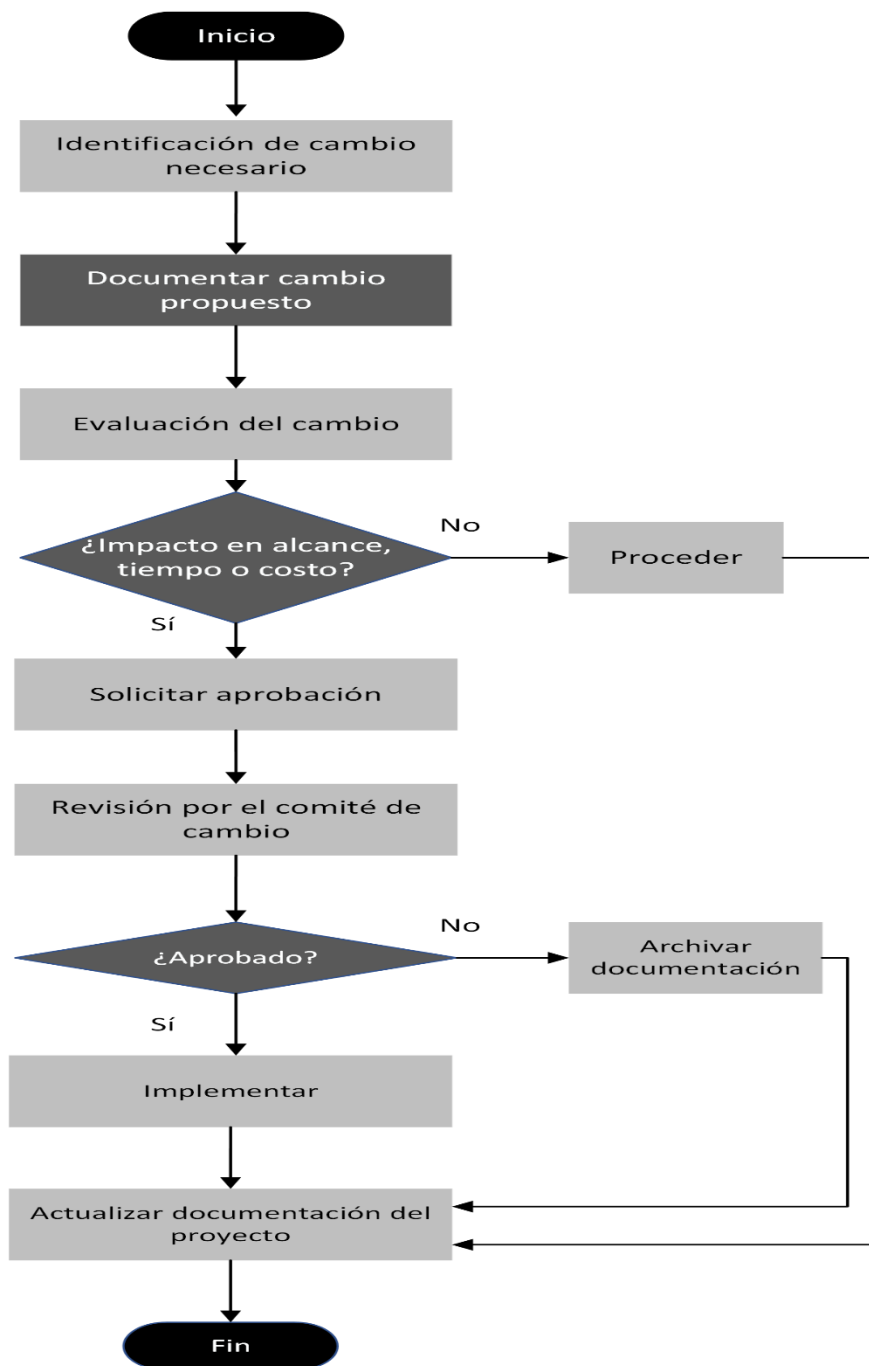 Inicio
Identificación de cambio
necesario
Documentar cambio
propuesto
Evaluación del cambio
¿Impacto en alcance,
tiempo o costo?
No
Proceder
Sí
Solicitar aprobación
Revisión por el comité de
cambio
¿Aprobado?
No
Archivar
documentación
Sí
Implementar
Actualizar documentación del
proyecto
Fin